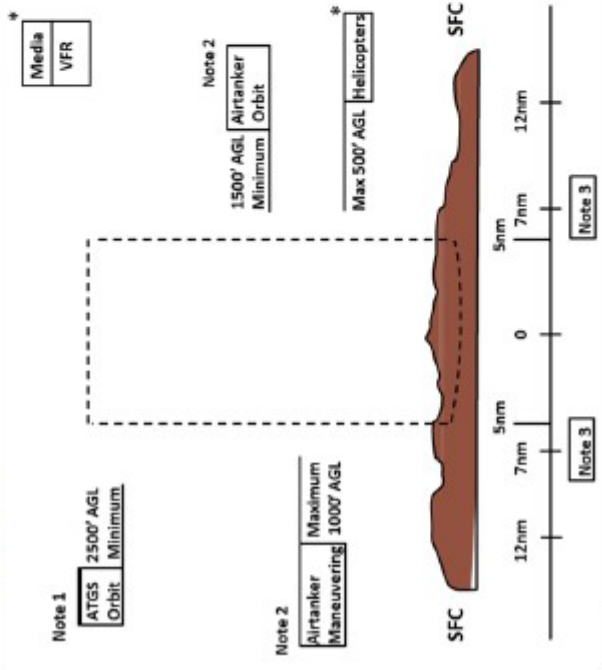 *
Media
VFR
Note 1
ATGS
Orbit
2500' AGL
Minimum
Note 2
1500' AGL
Minimum
Airtanker
Orbit
*
Max 500' AGL
Helicopters
Note 2
Airtanker
Maneuvering
Maximum
1000' AGL
SFC
SFC
12nm
7nm
5nm
0
5nm
7nm
12nm
Note 3
Note 3